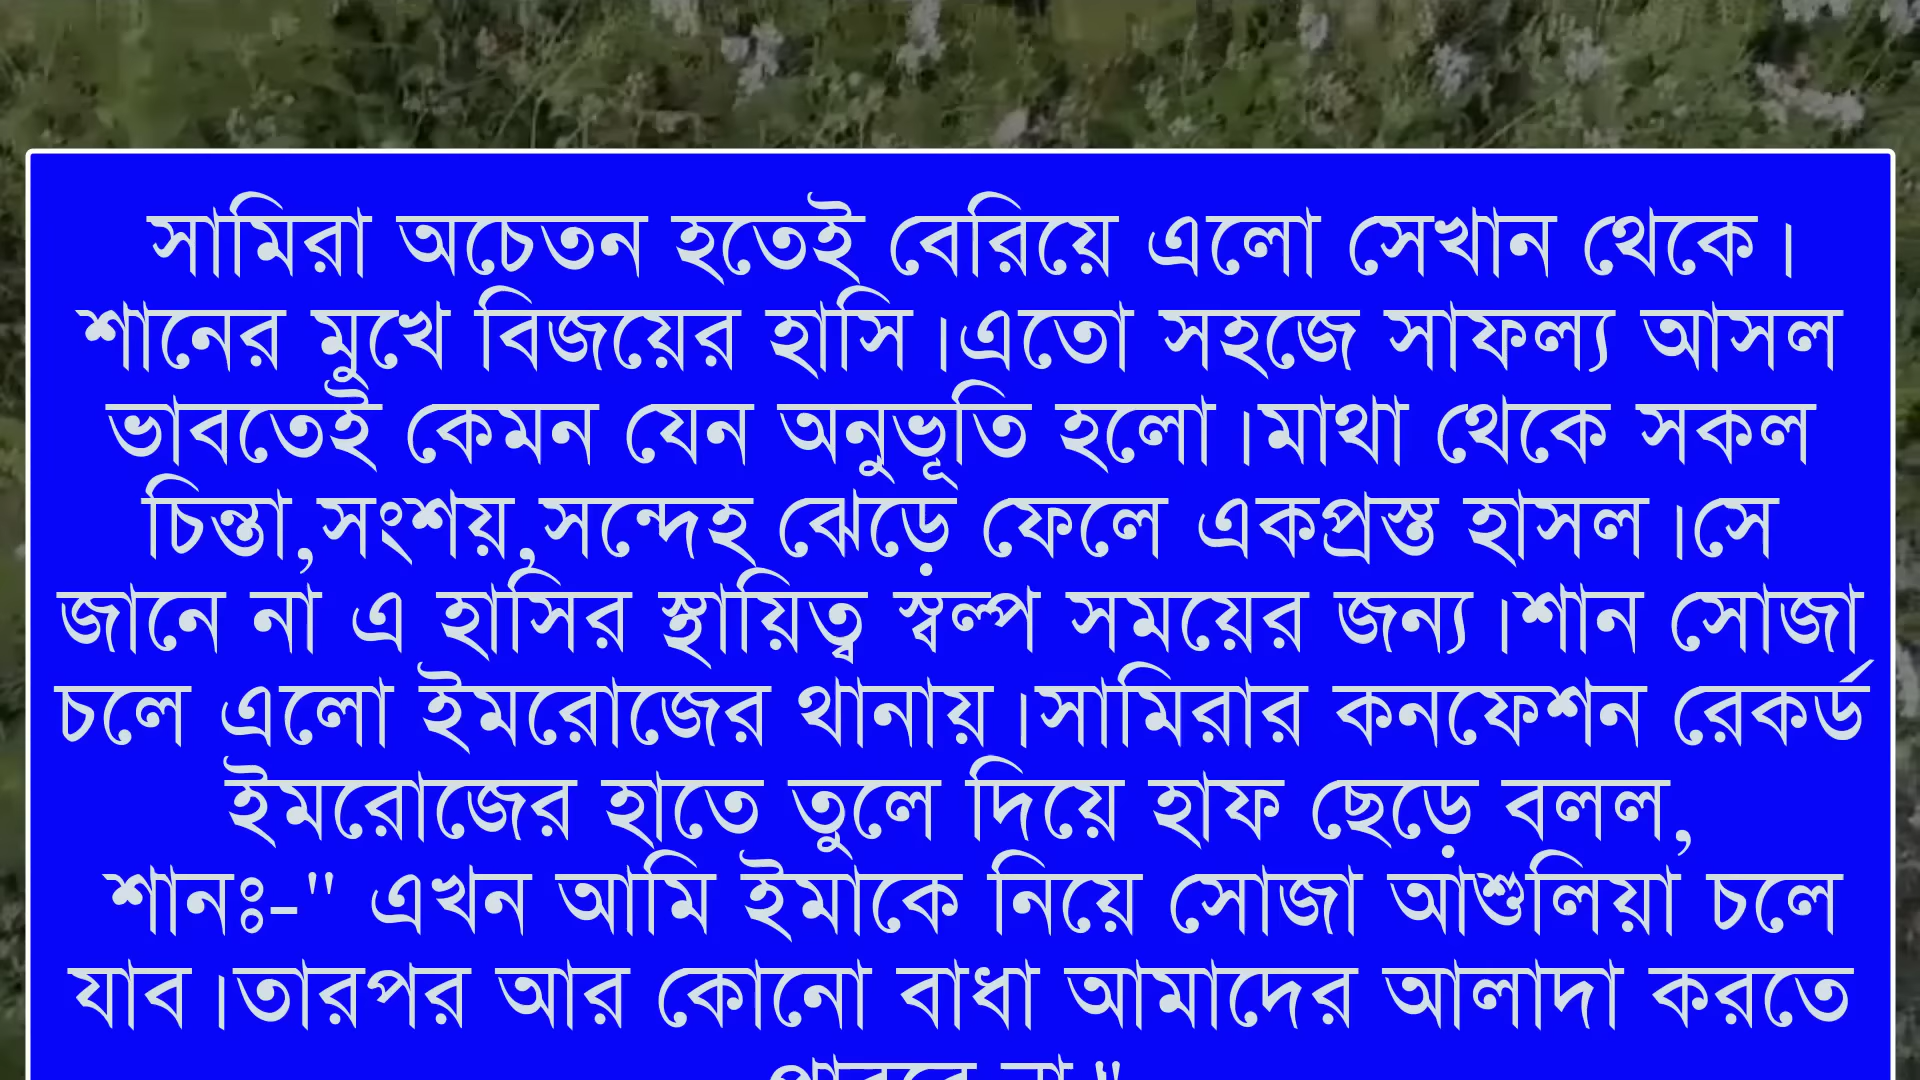 সামিরা অচেতন হতেই বেরিয়ে এলো সেখান থেকে।
শানের মুখে বিজয়ের হাসি।এতো সহজে সাফল্য আসল
ভাবতেই কেমন যেন অনুভূতি হলো।মাথা থেকে সকল
চিন্তা,সংশয়,সন্দেহ ঝেড়ে ফেলে একপ্রস্ত হাসল।সে
জানে না এ হাসির স্থায়িত্ব স্বল্প সময়ের জন্য।শান সোজা
চলে এলো ইমরোজের থানায়।সামিরার কনফেশন রেকর্ড
ইমরোজের হাতে তুলে দিয়ে হাফ ছেড়ে বলল,
শানঃ-" এখন আমি ইমাকে নিয়ে সোজা আশুলিয়া চলে
যাব।তারপর আর কোনো বাধা আমাদের আলাদা করতে